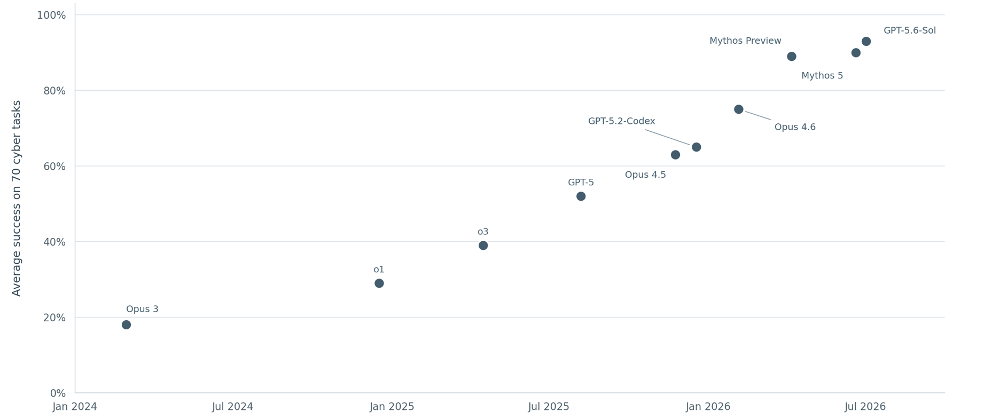 100%
GPT-5.6-Sol
Mythos Preview
Mythos 5
80%
GPT-5.2-Codex
Opus 4.6
60%
Opus 4.5
GPT-5
o3
40%
o1
Opus 3
20%
0%
Jan 2024
Jul 2024
Jan 2025
Jul 2025
Jan 2026
Jul 2026
Average success on 70 cyber tasks